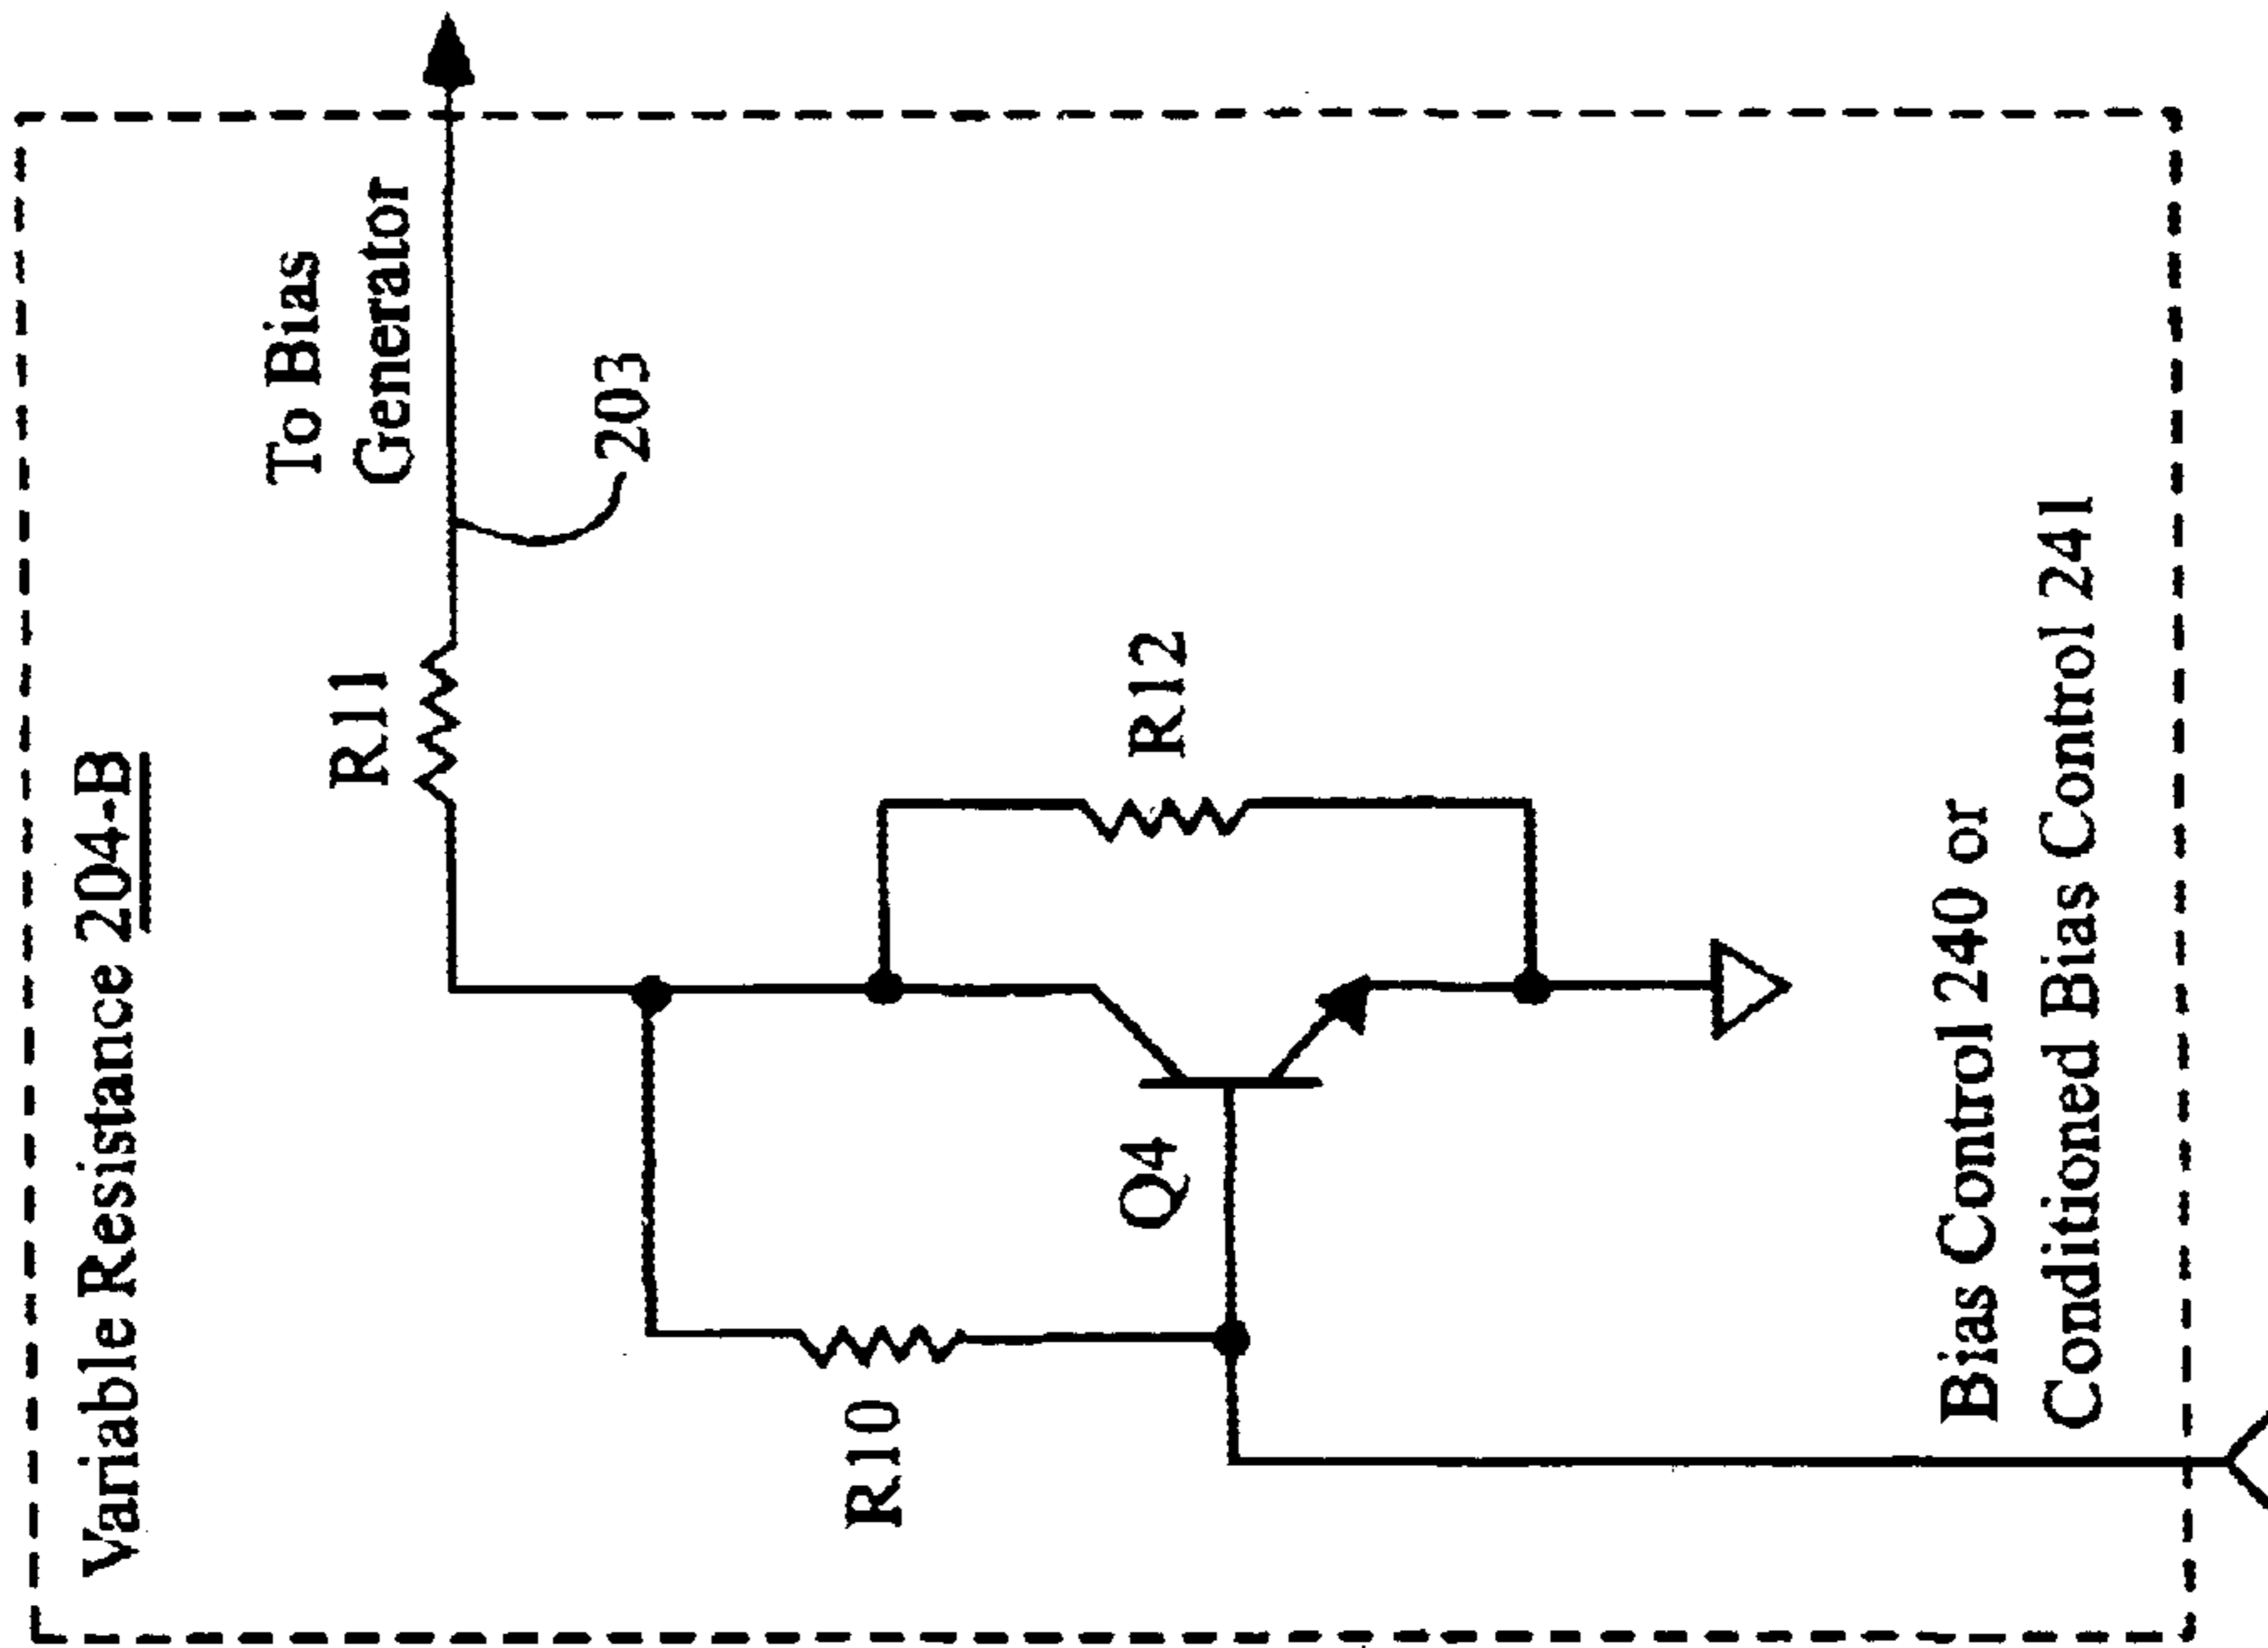 Variable Resistance 204-B
To Bias
Generator
R11
203
R12
Q4
R10
Bias Control 240 or
Conditioned Bias Control 241